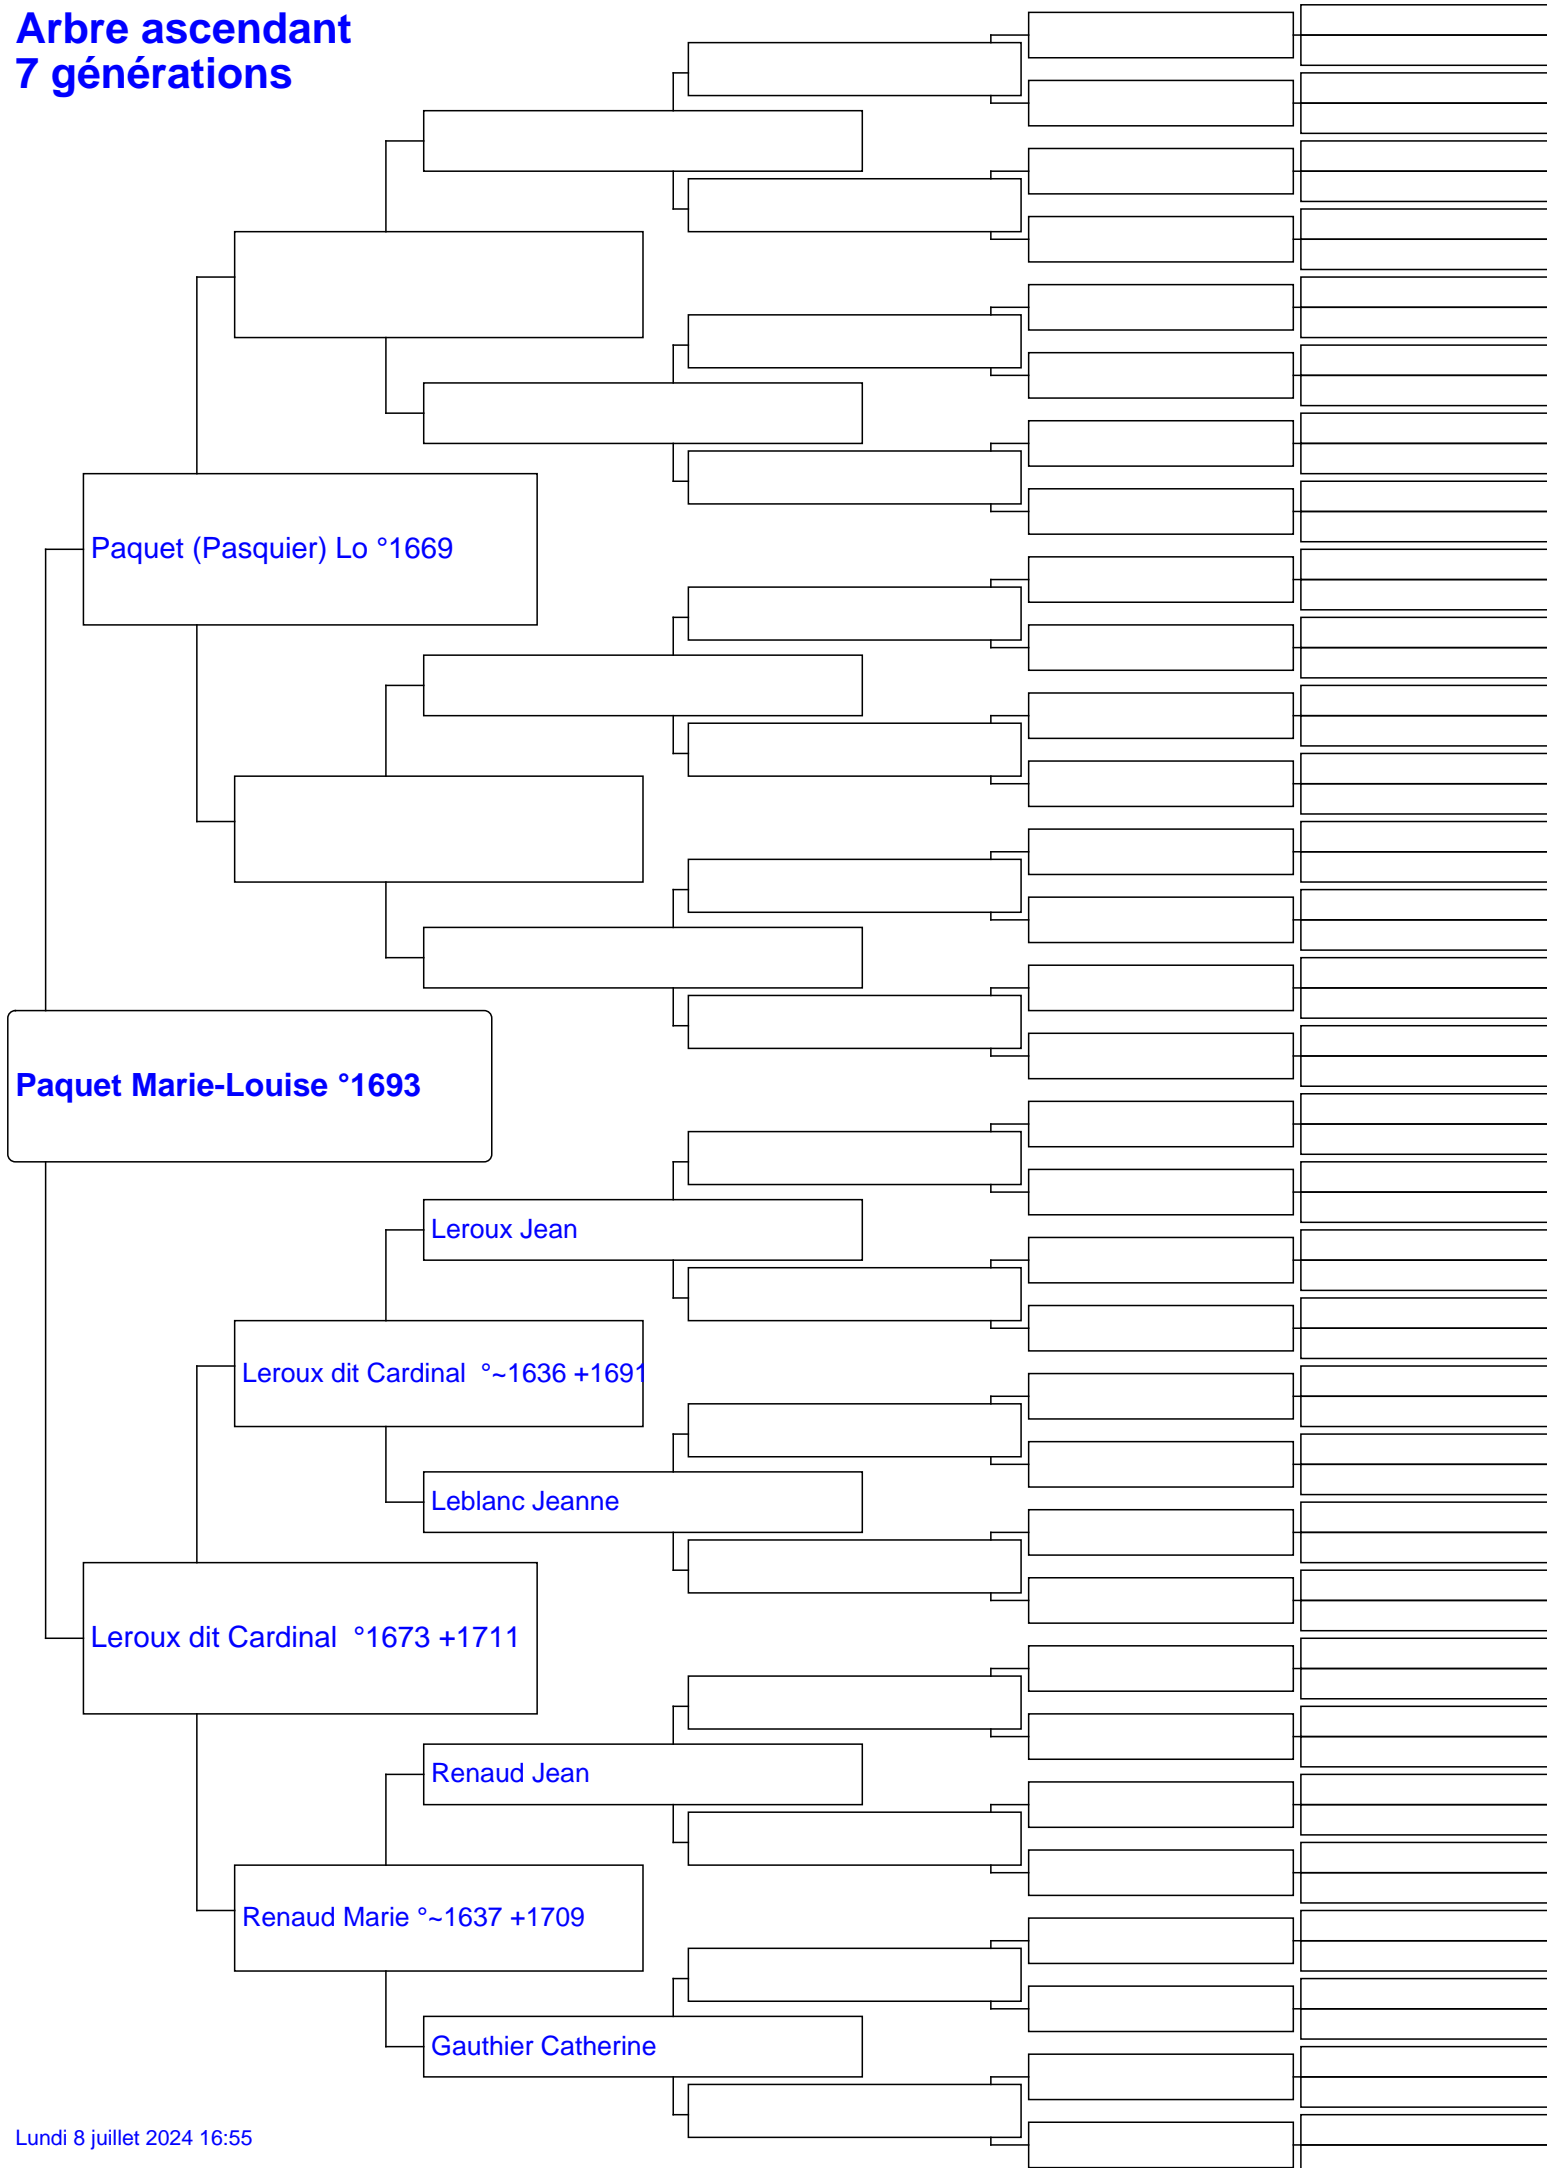 Arbre ascendant
7 générations
Paquet (Pasquier) Lo °1669
Paquet Marie-Louise °1693
Leroux Jean
Leroux dit Cardinal  °~1636 +1691
Leblanc Jeanne
Leroux dit Cardinal  °1673 +1711
Renaud Jean
Renaud Marie °~1637 +1709
Gauthier Catherine
Lundi 8 juillet 2024 16:55